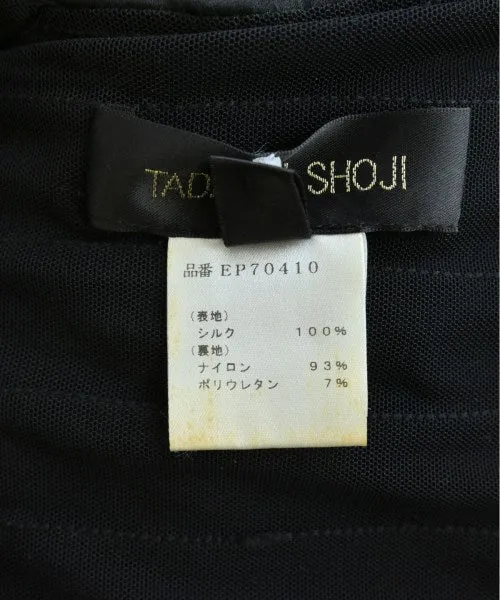 TAD SHOJI
品番 EP70410
(表地)
シルク 100%
(裏地)
ナイロン 93%
ポリウレタン 7%